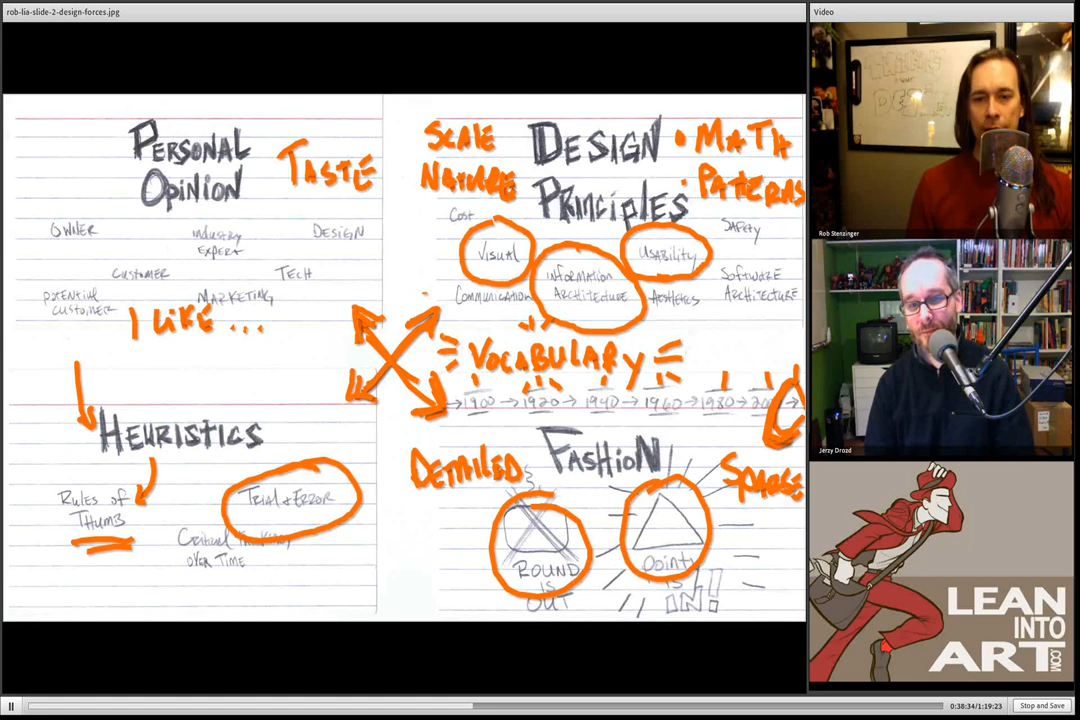 rob-lia-slide-2-design-forces.jpg
PERSONAL
OPINION
TASTE
OWNER
INDUSTRY
EXPERT
DESIGN
CUSTOMER
TECH
POTENTIAL
CUSTOMER
MARKETING
I LIKE ...
SCALE
NATURE
DESIGN
PRINCIPLES
• MATH
• PATERNS
COST
VISUAL
USABILITY
SAFETY
INFORMATION
ARCHITECTURE
COMMUNICATION
AESTHETICS
SOFTWARE
ARCHITECTURE
VOCABULARY
→ 1900 → 1920 → 1940 → 1960 → 1980 → 2000 →
HEURISTICS
RULES OF
THUMB
TRIAL + ERROR
CRITICAL
OVER TIME
FASHION
DETAILED
SPARSE
ROUND
IS
OUT
POINTY
IS
IN!
Video
Rob Stenzinger
Jerzy Drozd
LEAN
INTO
ART.COM
0:38:34/1:19:23
Stop and Save